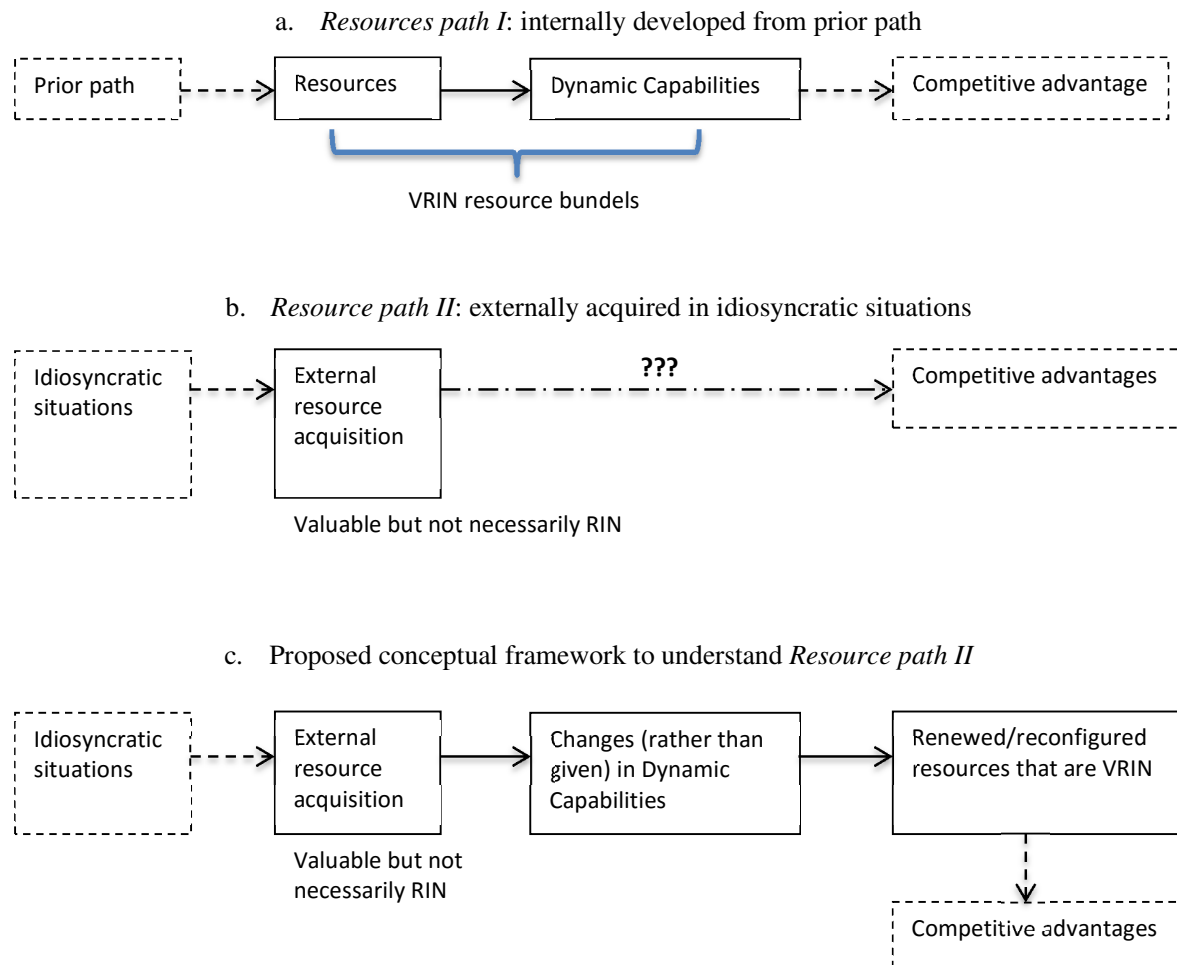 a. Resources path I: internally developed from prior path
Prior path
Resources
Dynamic Capabilities
Competitive advantage
VRIN resource bundels
b. Resource path II: externally acquired in idiosyncratic situations
Idiosyncratic
situations
External
resource
acquisition
???
Competitive advantages
Valuable but not necessarily RIN
c. Proposed conceptual framework to understand Resource path II
Idiosyncratic
situations
External
resource
acquisition
Changes (rather than
given) in Dynamic
Capabilities
Renewed/reconfigured
resources that are VRIN
Valuable but not
necessarily RIN
Competitive advantages